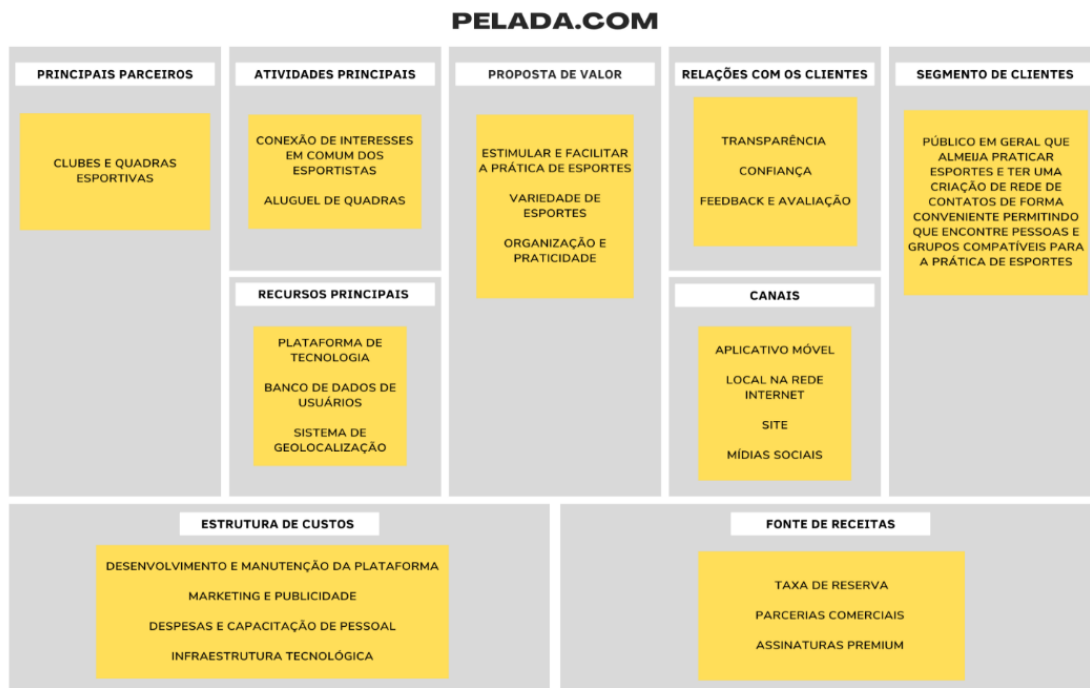 PELADA.COM
PRINCIPAIS PARCEIROS
CLUBES E QUADRAS
ESPORTIVAS
ATIVIDADES PRINCIPAIS
CONEXÃO DE INTERESSES
EM COMUM DOS
ESPORTISTAS
ALUGUEL DE QUADRAS
RECURSOS PRINCIPAIS
PLATAFORMA DE
TECNOLOGIA
BANCO DE DADOS DE
USUÁRIOS
SISTEMA DE
GEOLOCALIZAÇÃO
PROPOSTA DE VALOR
ESTIMULAR E FACILITAR
A PRÁTICA DE ESPORTES
VARIEDADE DE
ESPORTES
ORGANIZAÇÃO E
PRATICIDADE
RELAÇÕES COM OS CLIENTES
TRANSPARÊNCIA
CONFIANÇA
FEEDBACK E AVALIAÇÃO
CANAIS
APLICATIVO MÓVEL
LOCAL NA REDE
INTERNET
SITE
MÍDIAS SOCIAIS
SEGMENTO DE CLIENTES
PÚBLICO EM GERAL QUE
ALMEJA PRATICAR
ESPORTES E TER UMA
CRIAÇÃO DE REDE DE
CONTATOS DE FORMA
CONVENIENTE PERMITINDO
QUE ENCONTRE PESSOAS E
GRUPOS COMPATÍVEIS PARA
A PRÁTICA DE ESPORTES
ESTRUTURA DE CUSTOS
DESENVOLVIMENTO E MANUTENÇÃO DA PLATAFORMA
MARKETING E PUBLICIDADE
DESPESAS E CAPACITAÇÃO DE PESSOAL
INFRAESTRUTURA TECNOLÓGICA
FONTE DE RECEITAS
TAXA DE RESERVA
PARCERIAS COMERCIAIS
ASSINATURAS PREMIUM